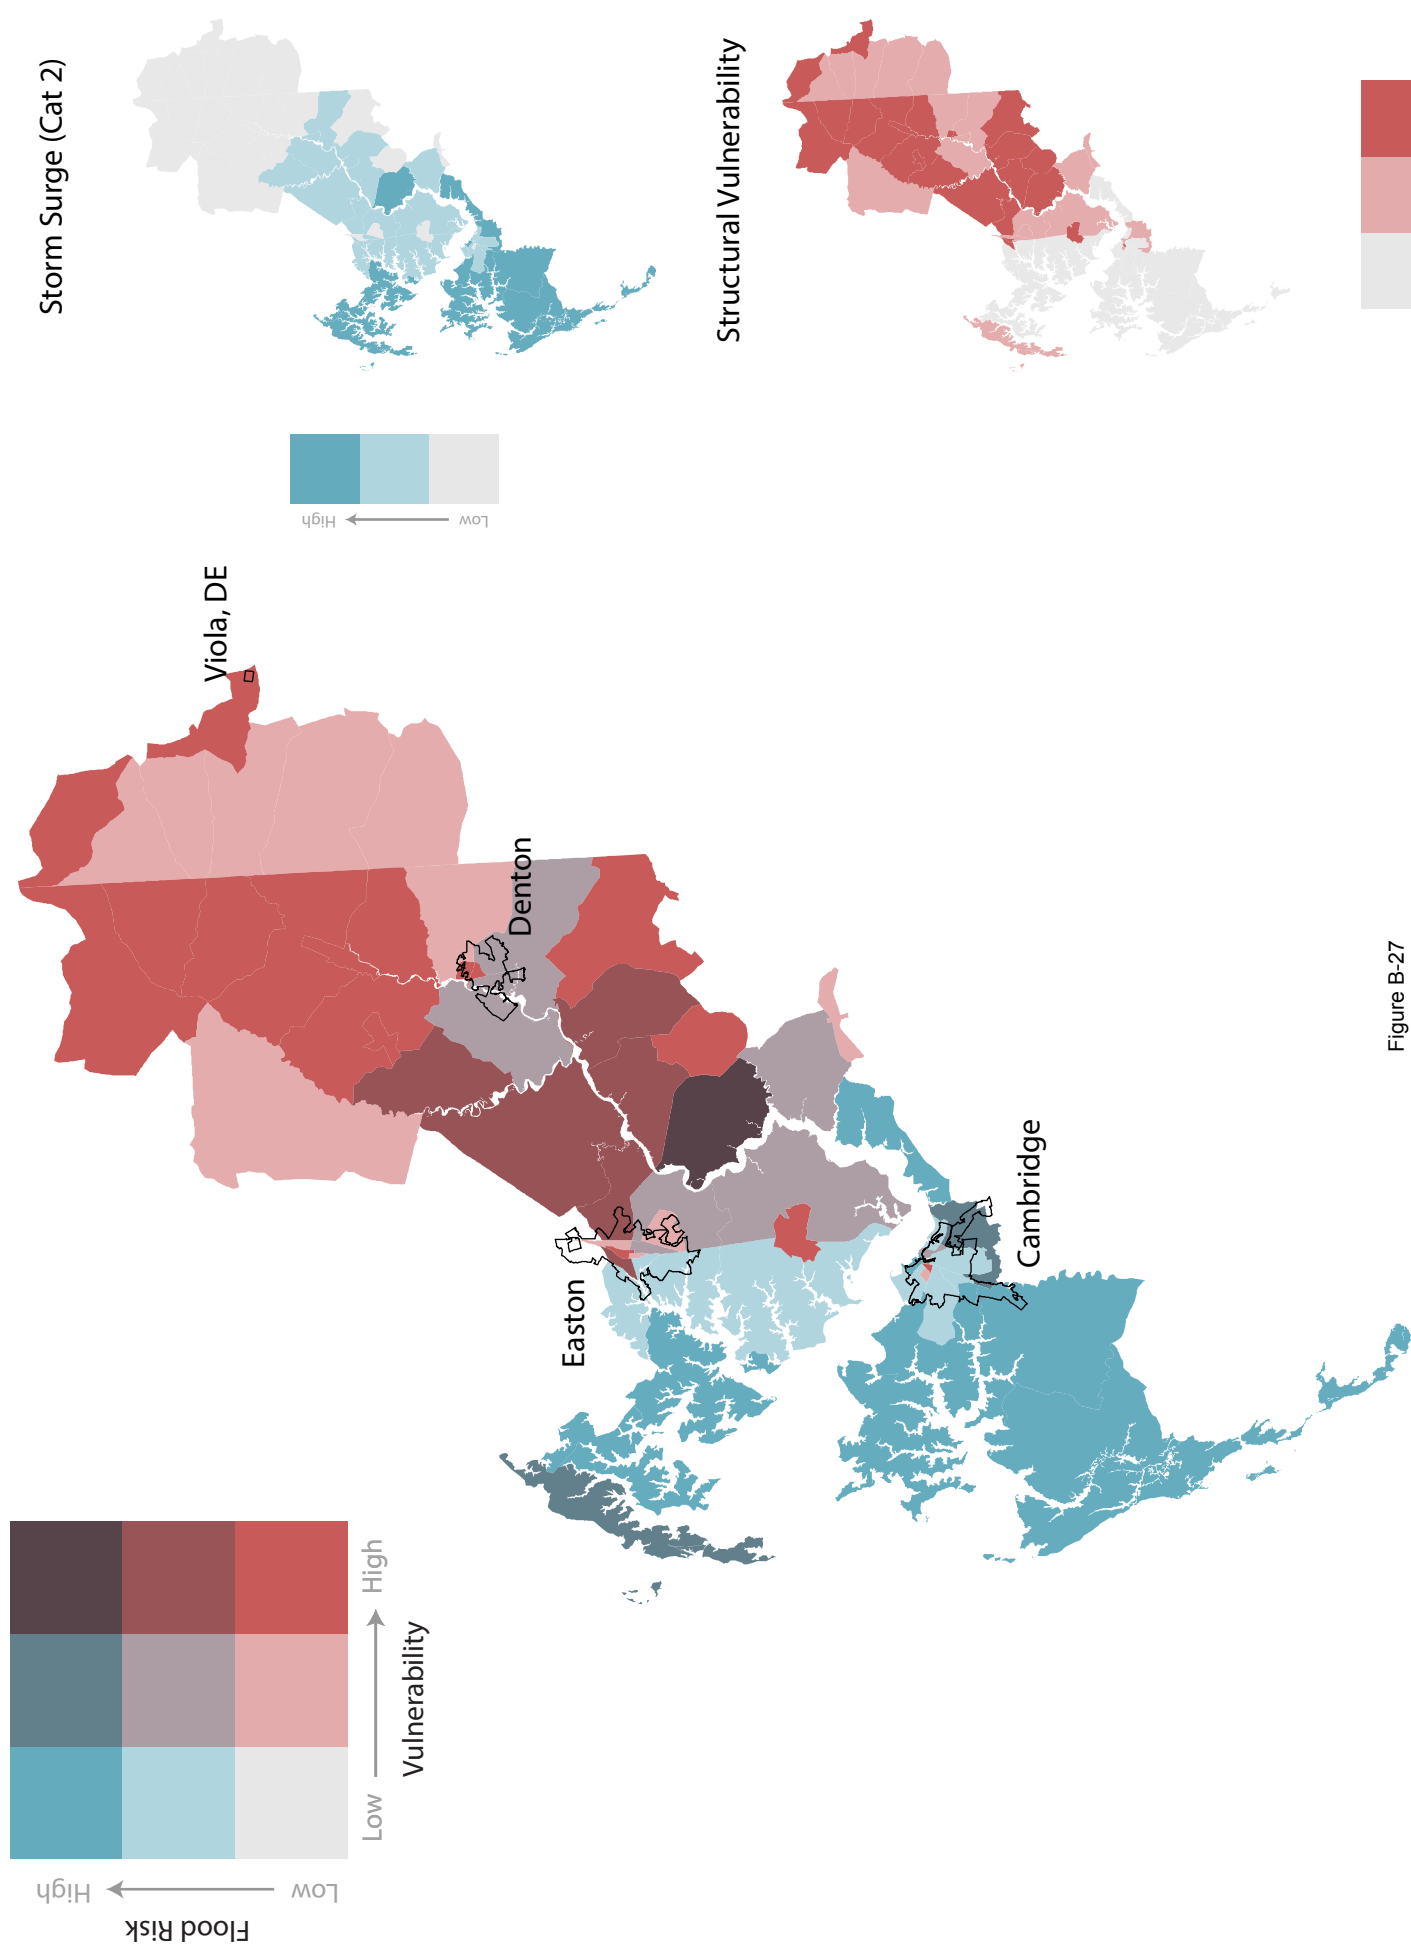 Storm Surge (Cat 2)
Structural Vulnerability
High
Low
Viola, DE
Denton
Easton
Cambridge
High
Low
Flood Risk
Low
High
Vulnerability
Figure B-27